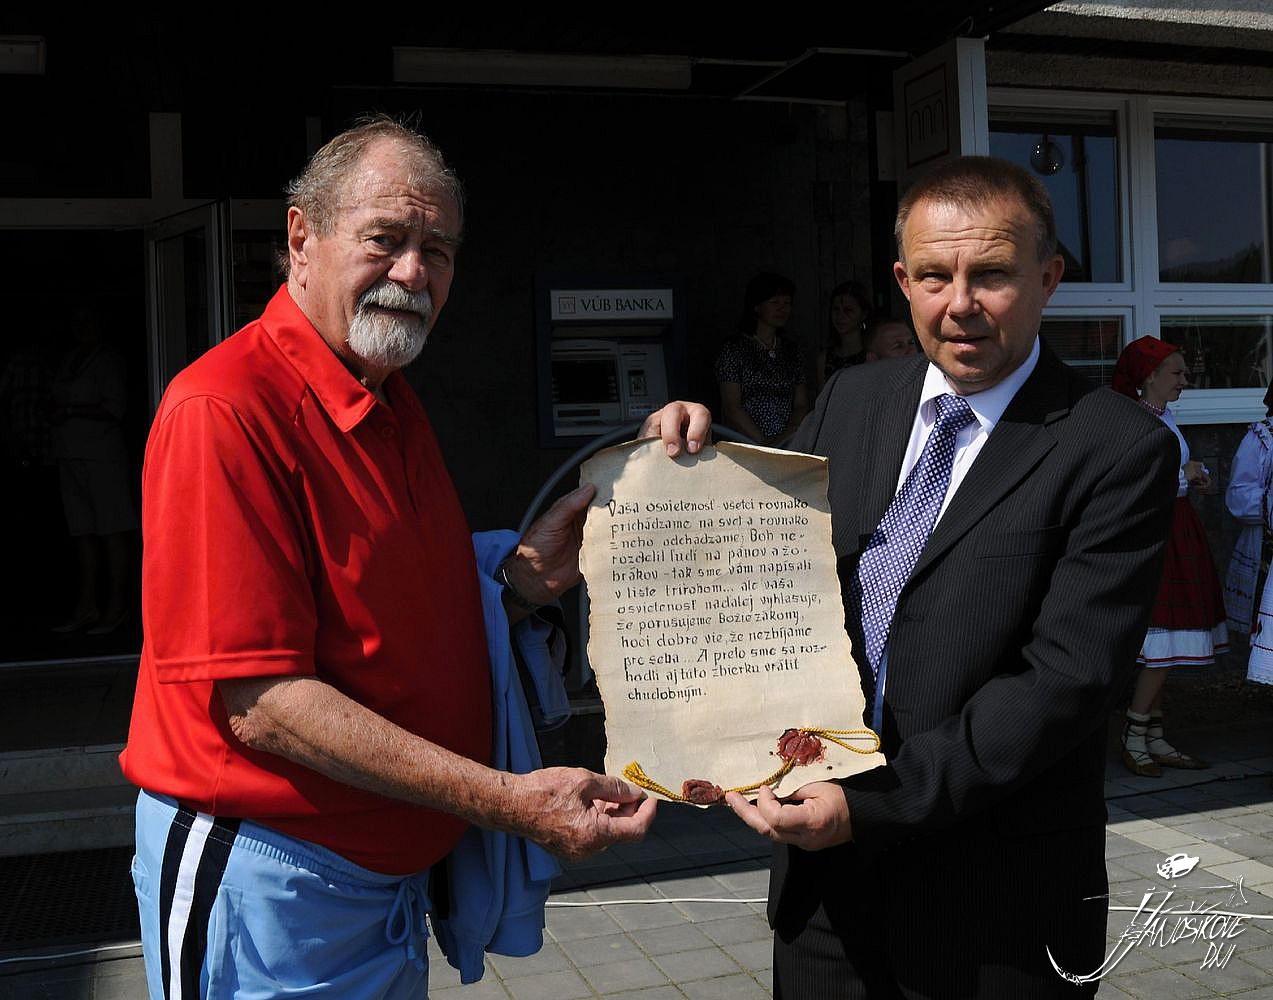 VÚB BANKA
Vaša osvietenosť - všetci rovnako
prichádzame na svet a rovnako
z neho odchádzame; Boh ne-
rozdelil ľudí na pánov a žo-
brákov - tak sme vám napísali
v liste Trirohom... ale vaša
osvietenosť naďalej vyhlasuje,
že porušujeme Božie zákony,
hoci dobre vie, že nezbíjame
pre seba... A preto sme sa roz-
hodli aj túto zbierku vrátiť
chudobným.
JÁNOŠÍKOVE
DNI